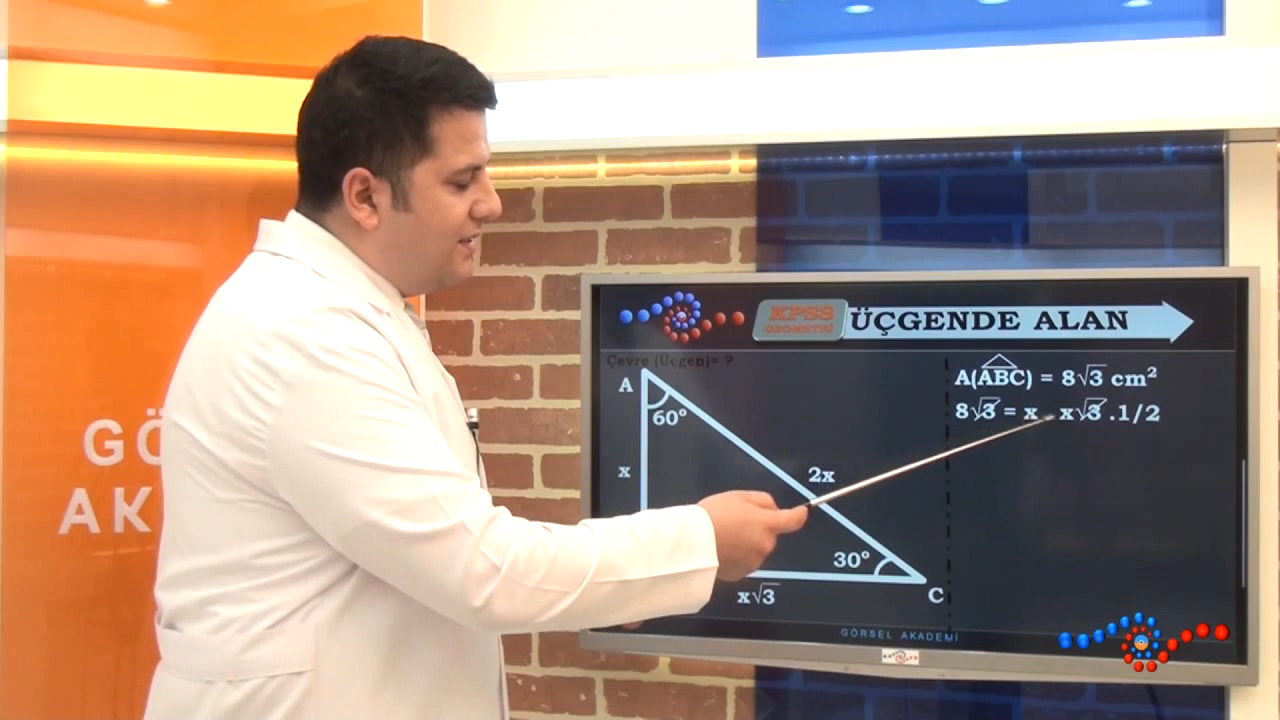 GÖ
AK
KPSS
GEOMETRİ
ÜÇGENDE ALAN
Çevre (Üçgen)= ?
A
60°
x
2x
30°
x√3
C
A(ABC) = 8√3 cm²
8√3 = x . x√3 .1/2
GÖRSEL AKADEMİ